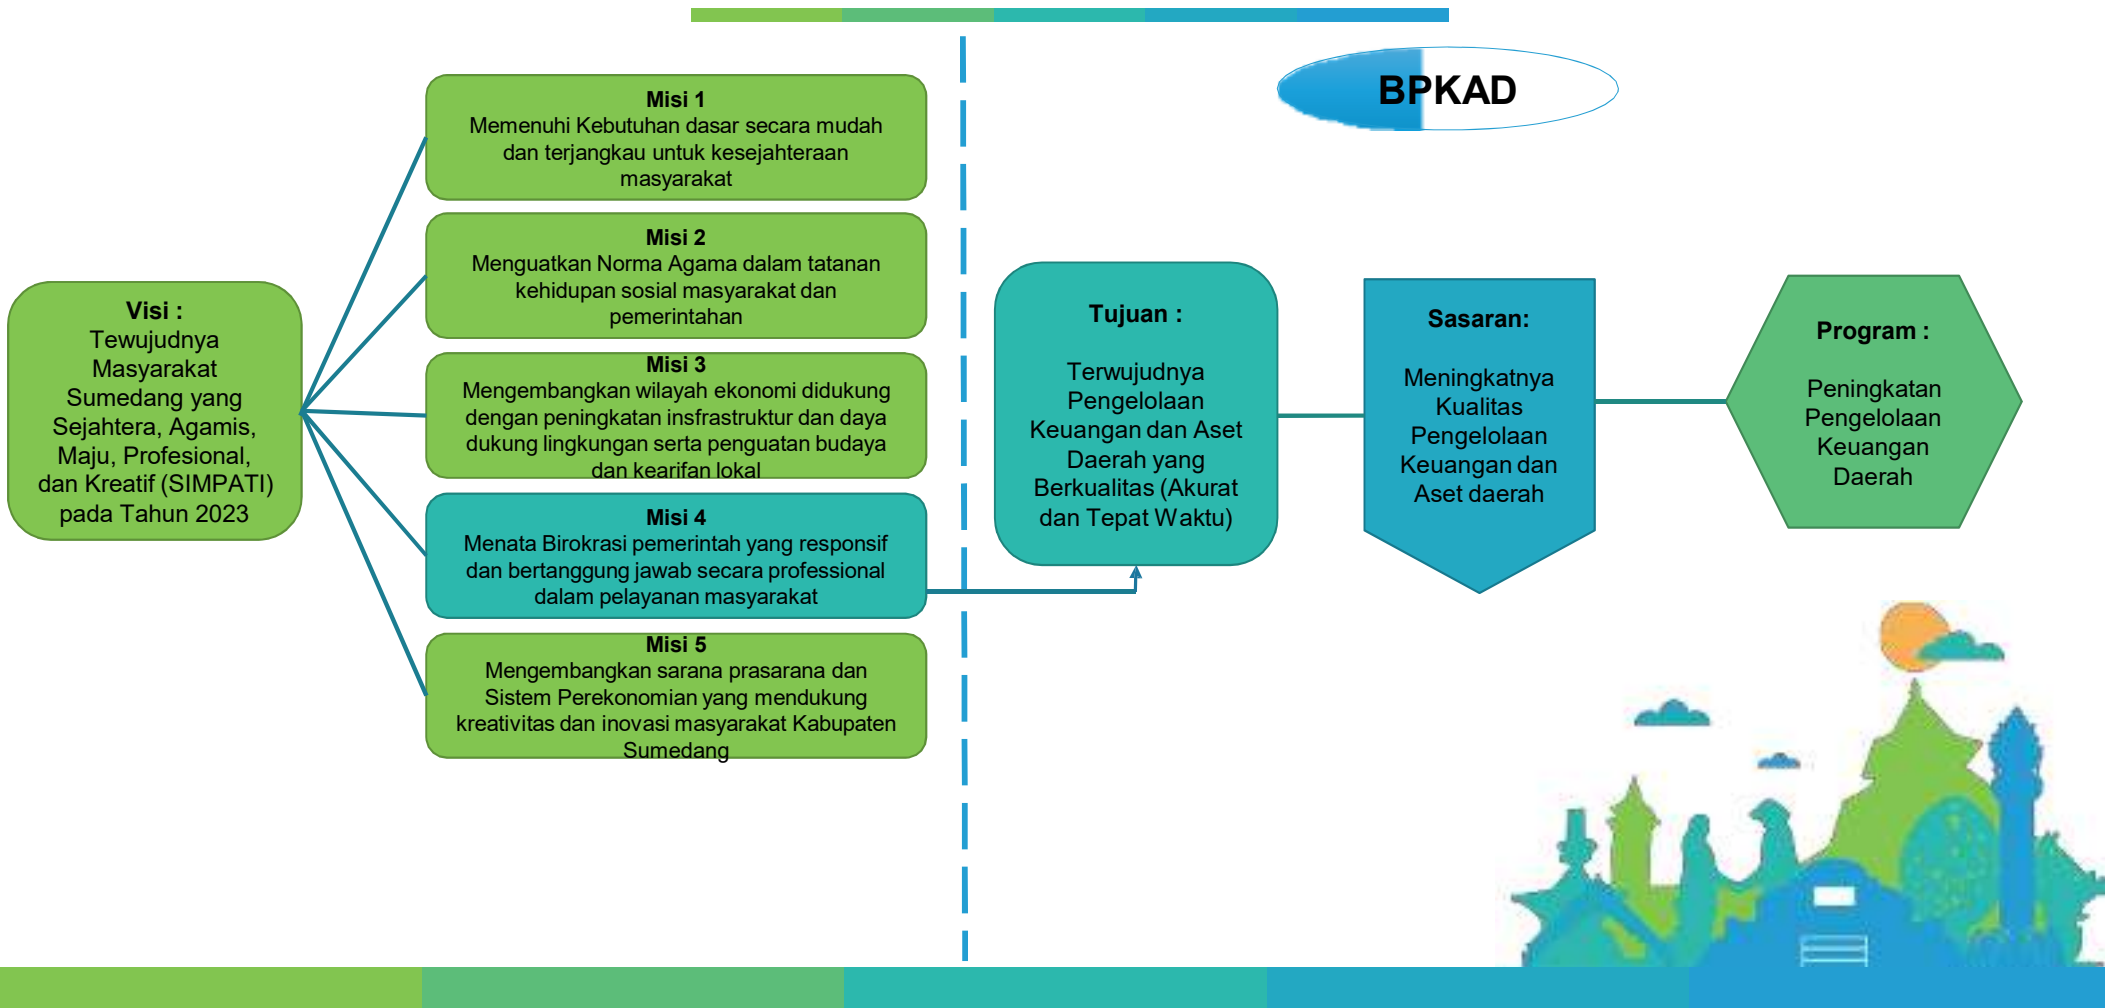 BPKAD
Visi :
Tewujudnya
Masyarakat
Sumedang yang
Sejahtera, Agamis,
Maju, Profesional,
dan Kreatif (SIMPATI)
pada Tahun 2023
Misi 1
Memenuhi Kebutuhan dasar secara mudah
dan terjangkau untuk kesejahteraan
masyarakat
Misi 2
Menguatkan Norma Agama dalam tatanan
kehidupan sosial masyarakat dan
pemerintahan
Misi 3
Mengembangkan wilayah ekonomi didukung
dengan peningkatan insfrastruktur dan daya
dukung lingkungan serta penguatan budaya
dan kearifan lokal
Misi 4
Menata Birokrasi pemerintah yang responsif
dan bertanggung jawab secara professional
dalam pelayanan masyarakat
Misi 5
Mengembangkan sarana prasarana dan
Sistem Perekonomian yang mendukung
kreativitas dan inovasi masyarakat Kabupaten
Sumedang
Tujuan :
Terwujudnya
Pengelolaan
Keuangan dan Aset
Daerah yang
Berkualitas (Akurat
dan Tepat Waktu)
Sasaran:
Meningkatnya
Kualitas
Pengelolaan
Keuangan dan
Aset daerah
Program :
Peningkatan
Pengelolaan
Keuangan
Daerah